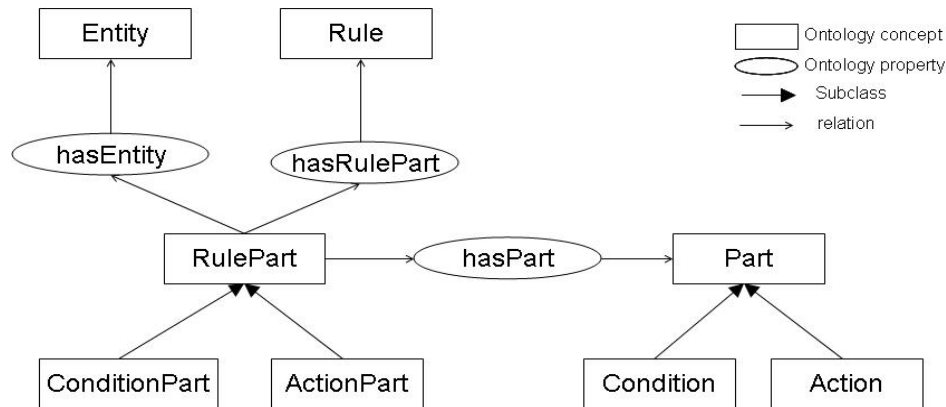 Entity
Rule
Ontology concept
Ontology property
Subclass
relation
hasEntity
hasRulePart
RulePart
hasPart
Part
ConditionPart
ActionPart
Condition
Action